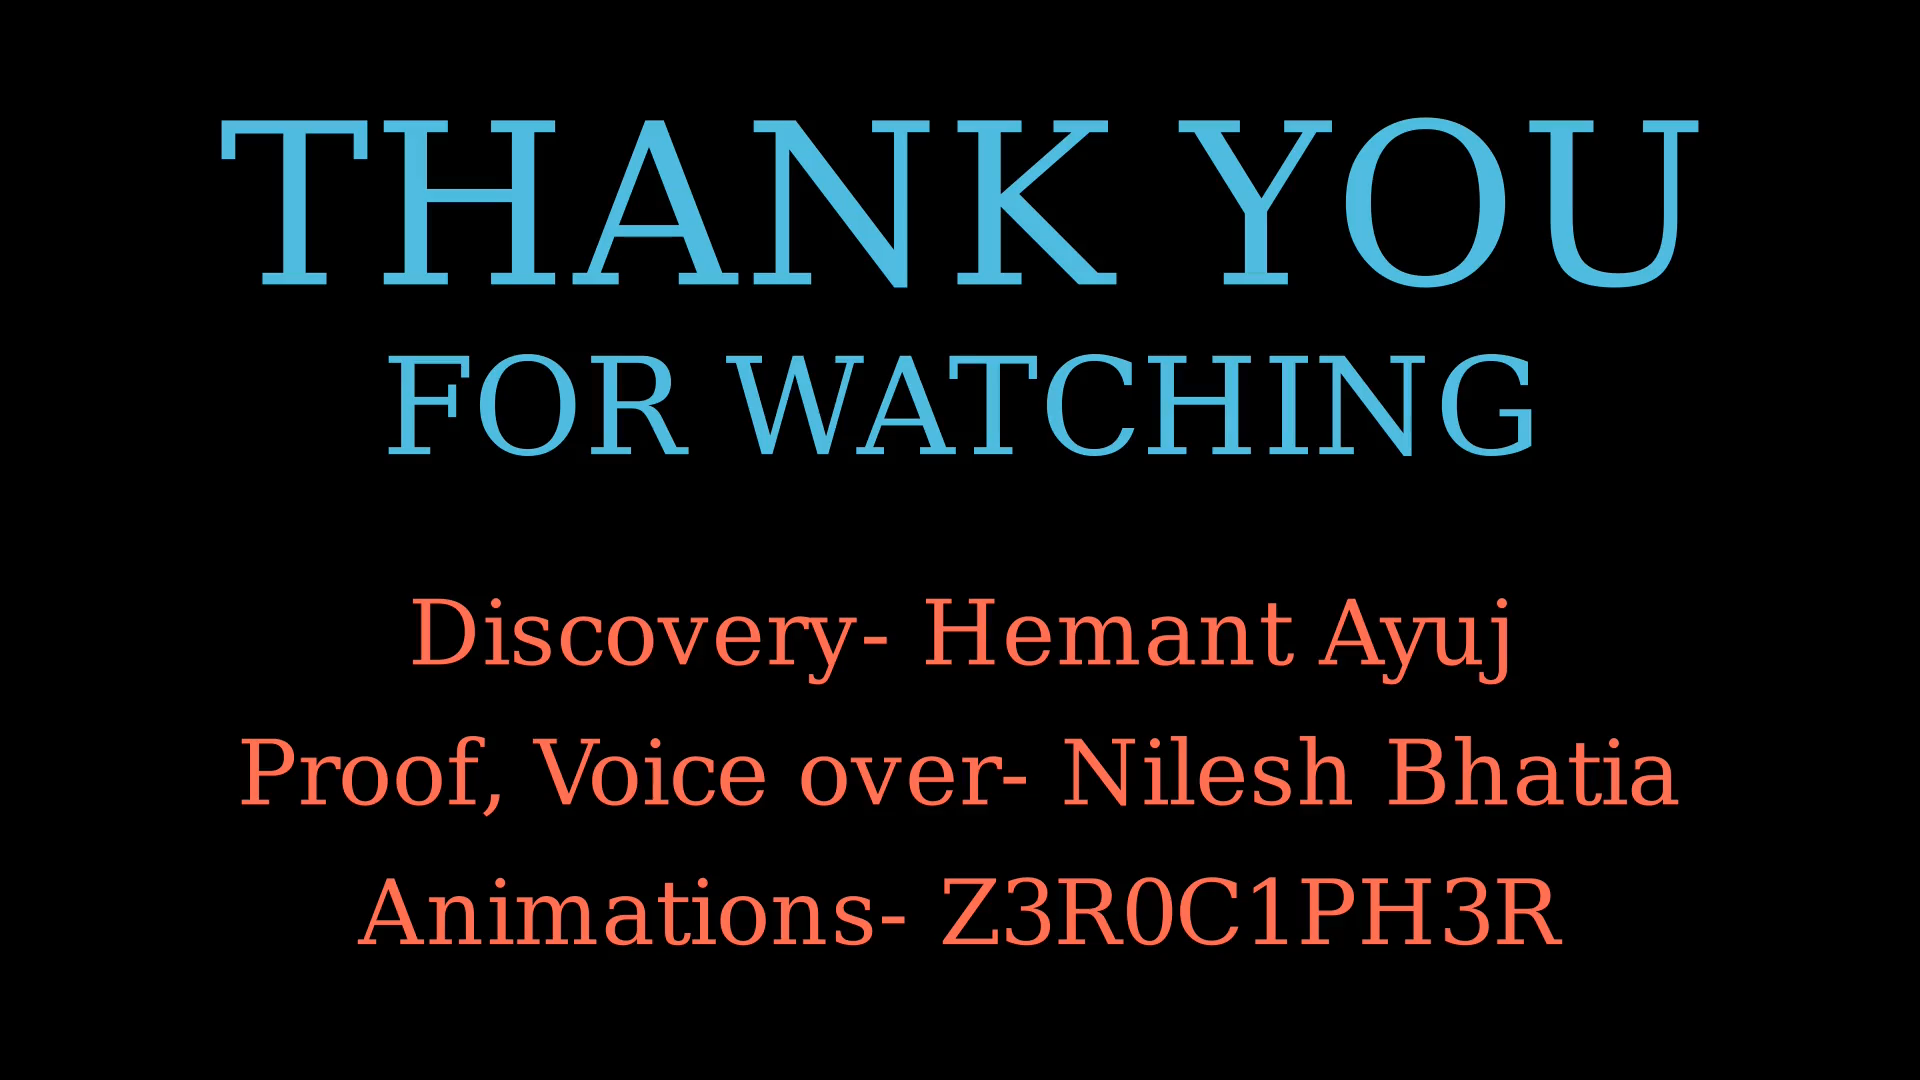 THANK YOU
FOR WATCHING
Discovery- Hemant Ayuj
Proof, Voice over- Nilesh Bhatia
Animations- Z3R0C1PH3R